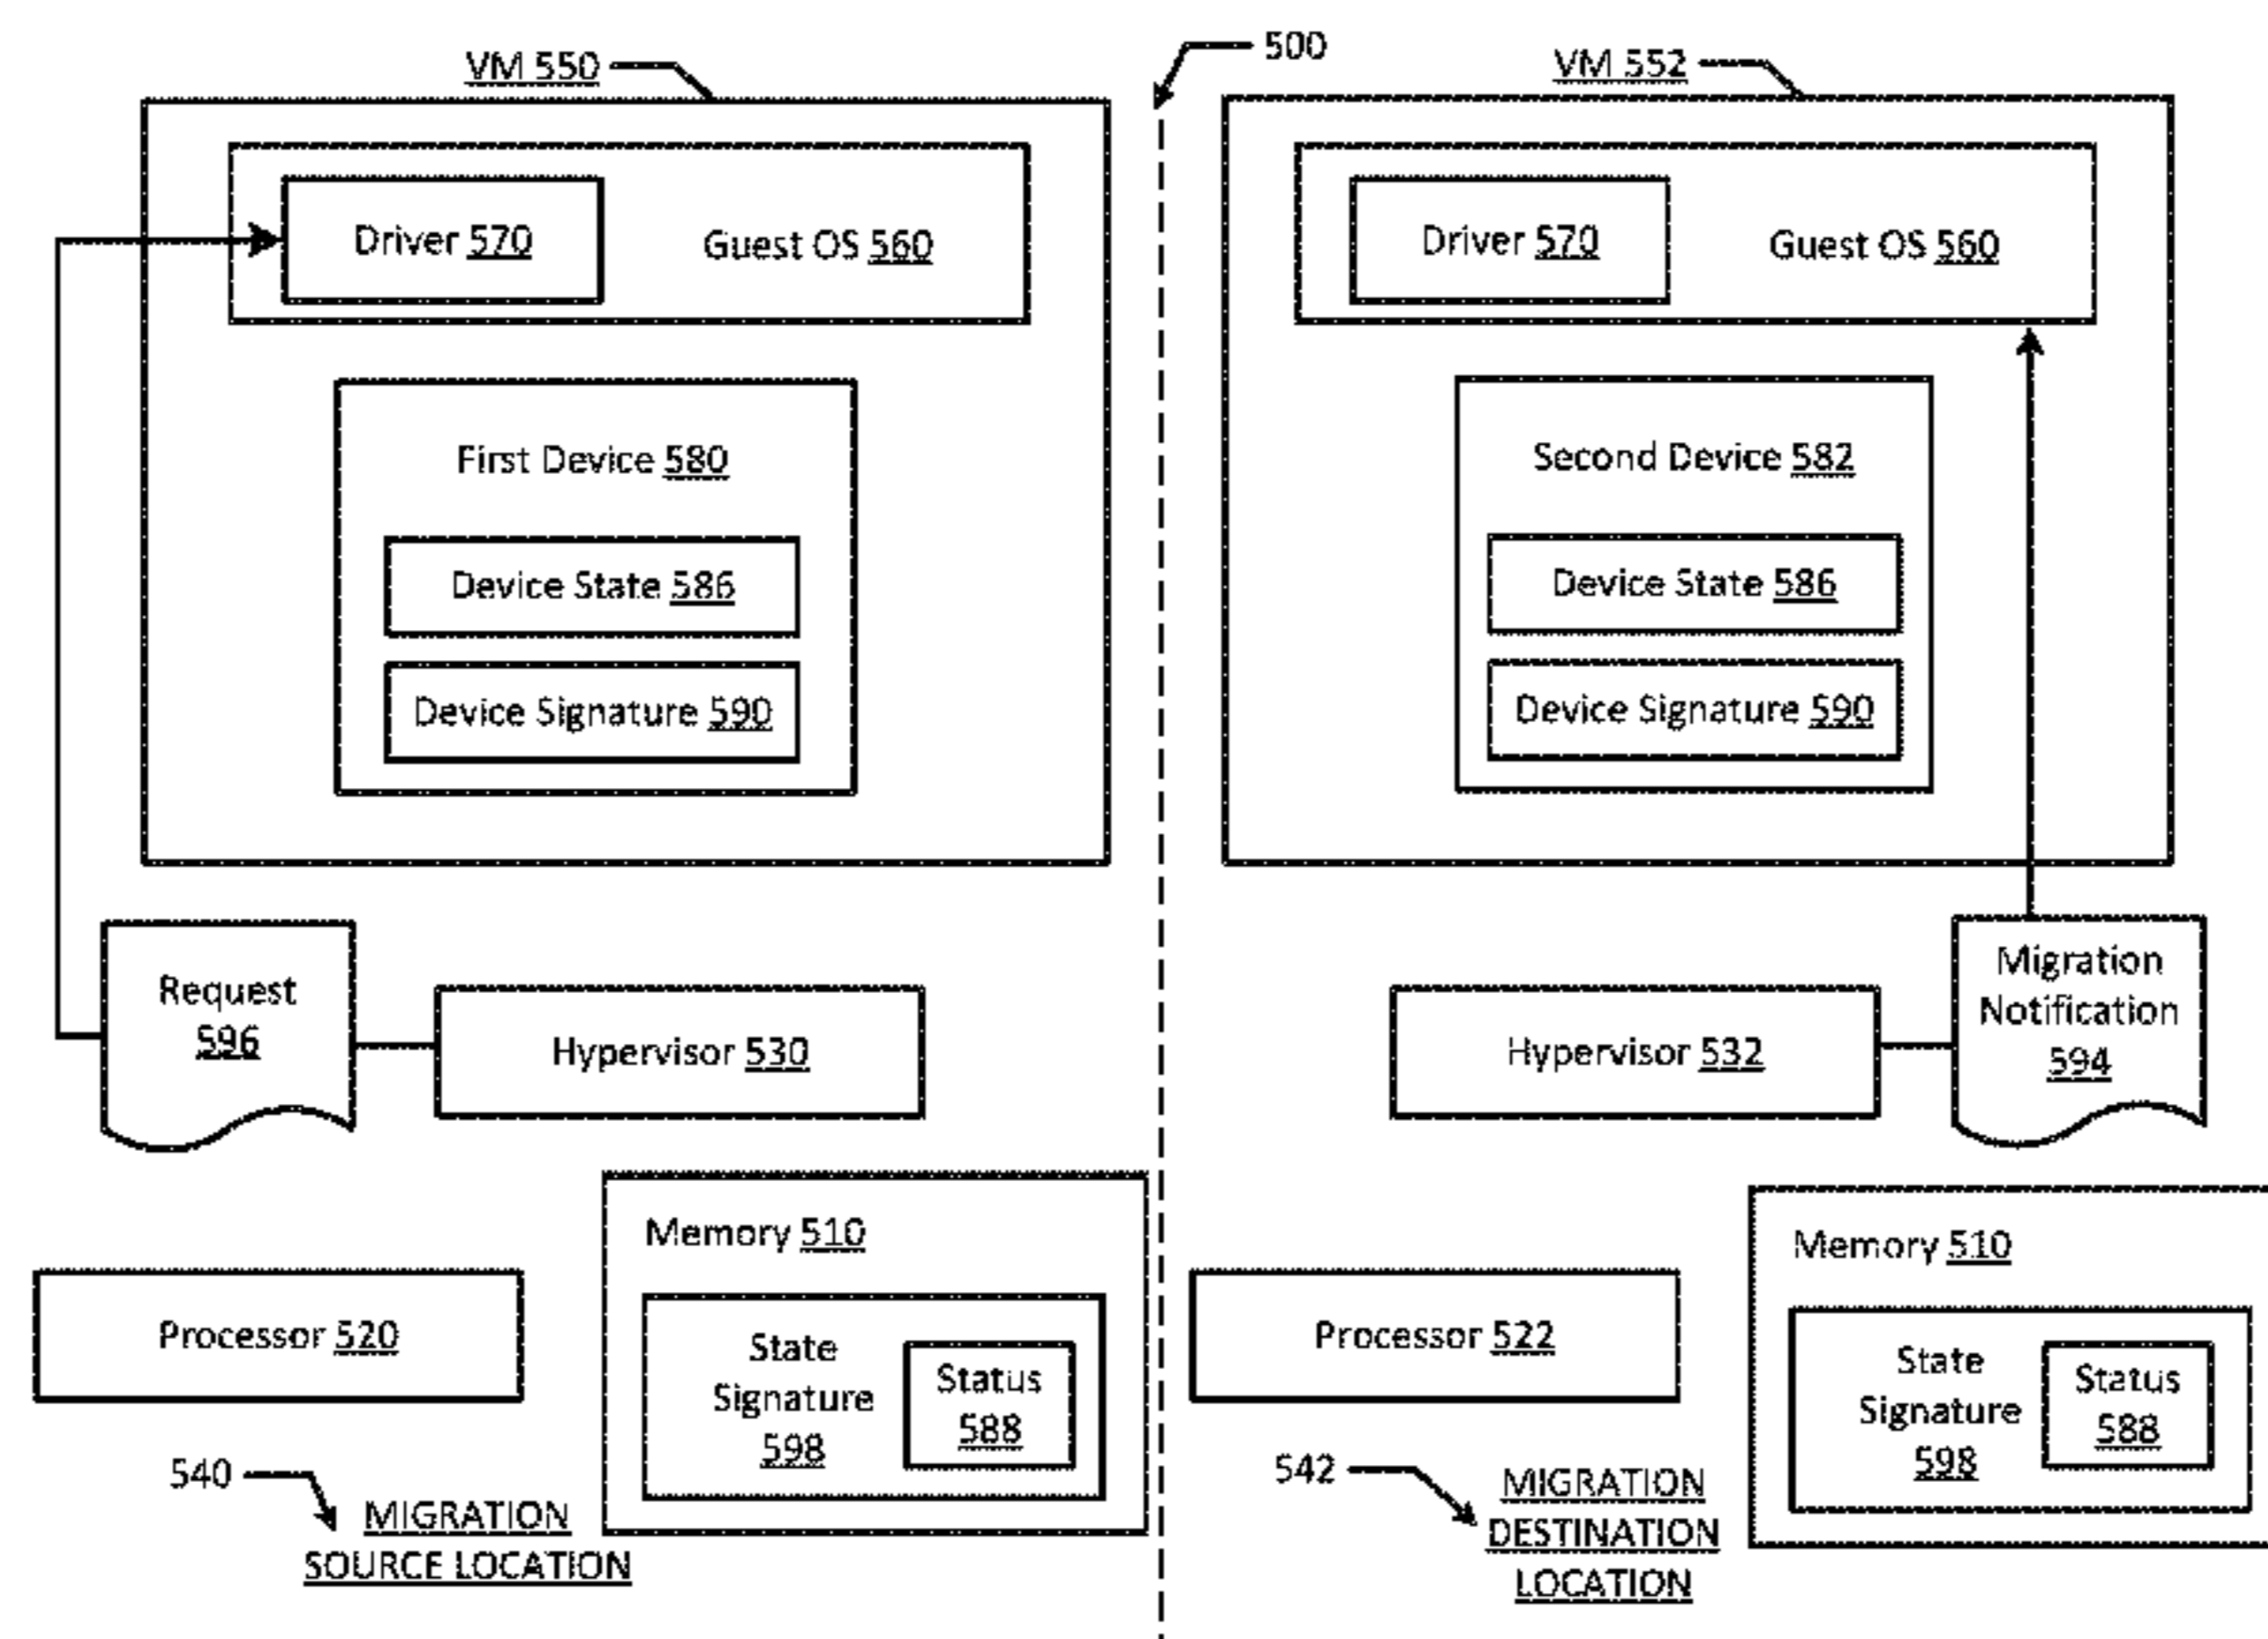 500
VM 550
Driver 570
Guest OS 560
First Device 580
Device State 586
Device Signature 590
Request
596
Hypervisor 530
Memory 510
Processor 520
State
Signature
598
Status
588
540
MIGRATION
SOURCE LOCATION
VM 552
Driver 570
Guest OS 560
Second Device 582
Device State 586
Device Signature 590
Hypervisor 532
Migration
Notification
594
Memory 510
Processor 522
State
Signature
598
Status
588
542
MIGRATION
DESTINATION
LOCATION